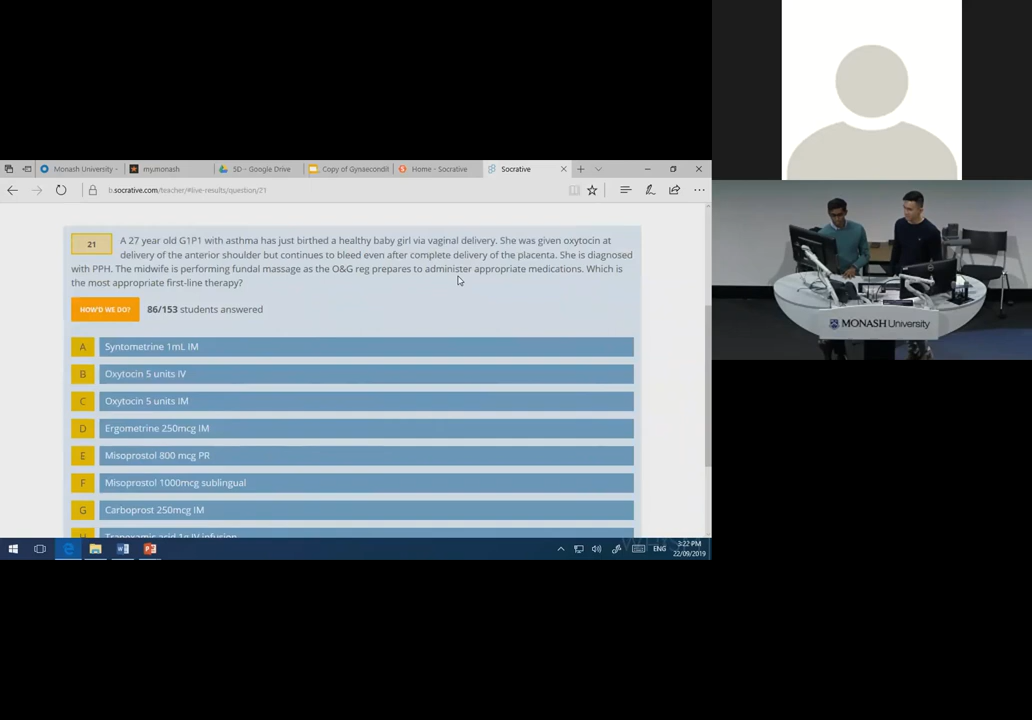 Monash University -
my.monash
5D - Google Drive
Copy of Gynaecondit
Home - Socrative
Socrative
b.socrative.com/teacher/#live-results/question/21
21
A 27 year old G1P1 with asthma has just birthed a healthy baby girl via vaginal delivery. She was given oxytocin at
delivery of the anterior shoulder but continues to bleed even after complete delivery of the placenta. She is diagnosed
with PPH. The midwife is performing fundal massage as the O&G reg prepares to administer appropriate medications. Which is
the most appropriate first-line therapy?
HOW'D WE DO?
86/153 students answered
A
Syntometrine 1mL IM
B
Oxytocin 5 units IV
C
Oxytocin 5 units IM
D
Ergometrine 250mcg IM
E
Misoprostol 800 mcg PR
F
Misoprostol 1000mcg sublingual
G
Carboprost 250mcg IM
H
Tranexamic acid 1g IV infusion
ENG
3:22 PM
22/09/2019
MONASH University